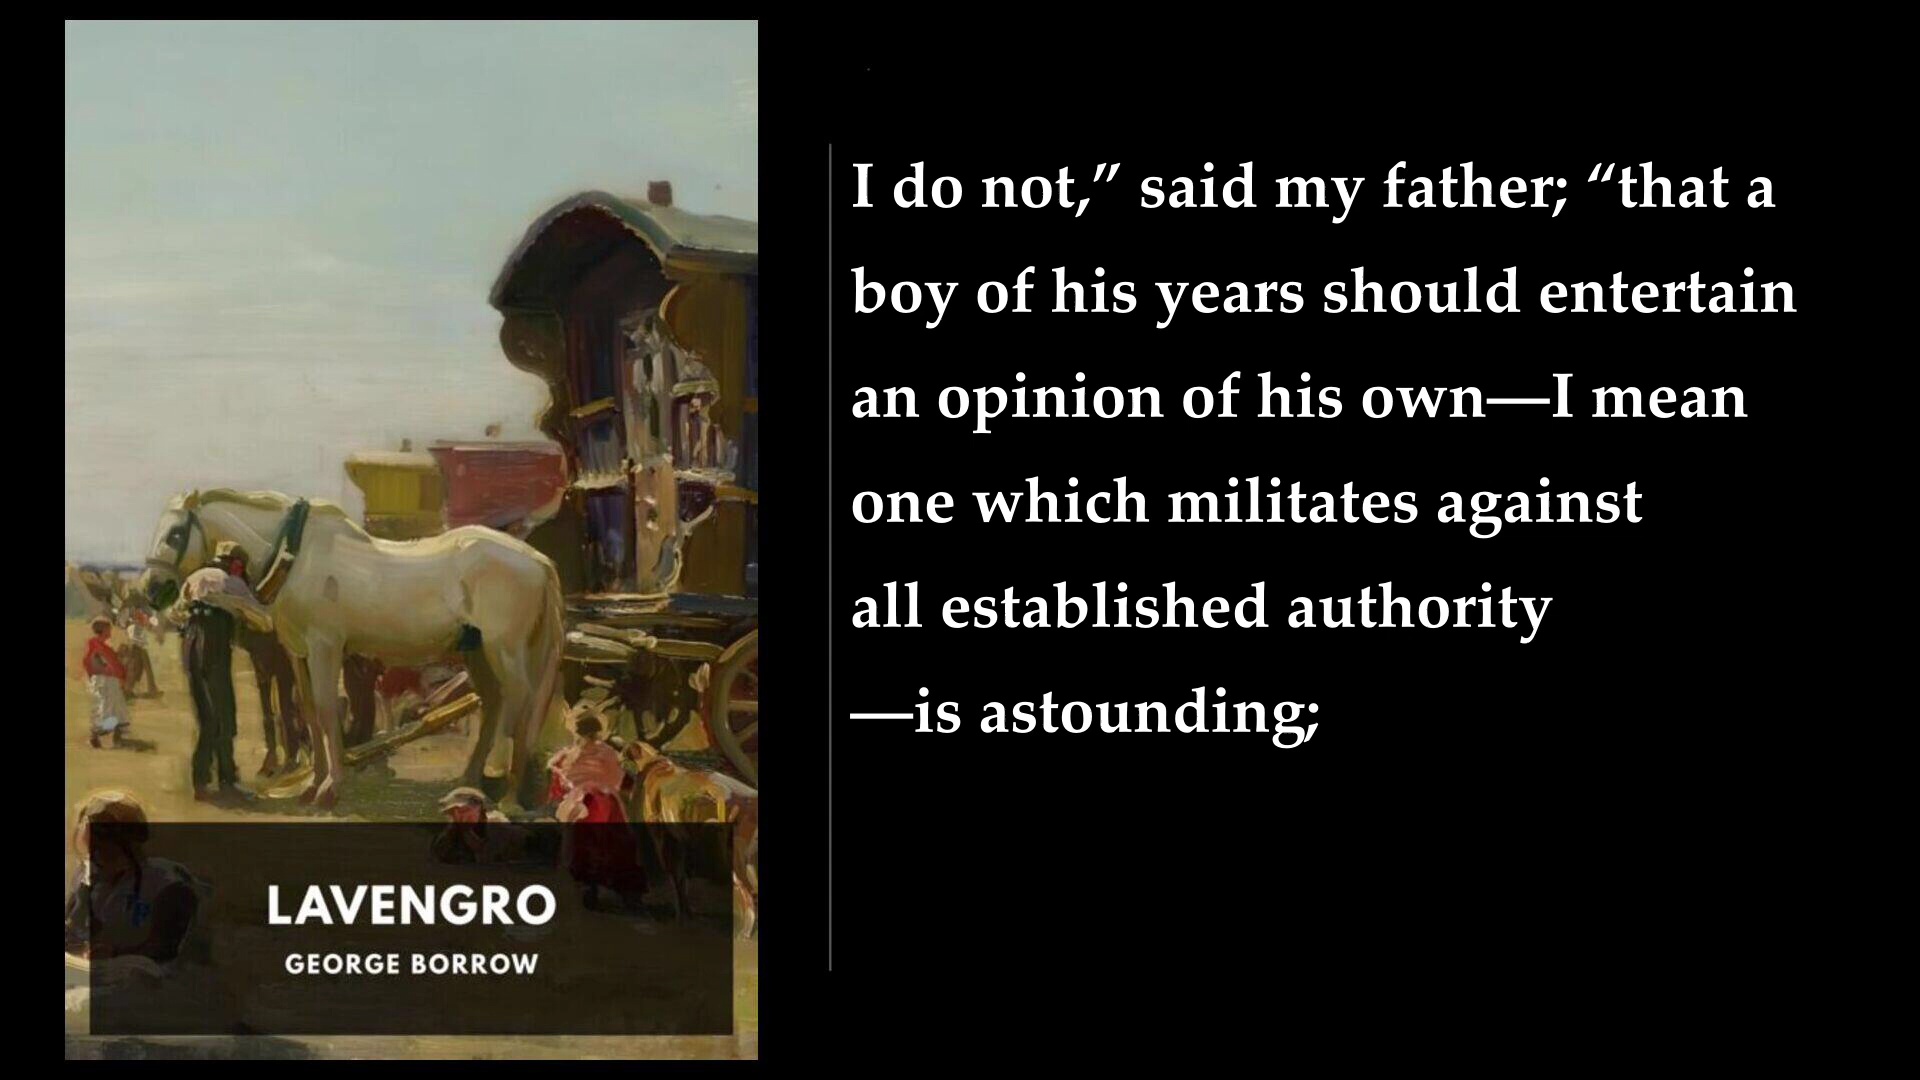 I do not,” said my father; “that a
boy of his years should entertain
an opinion of his own—I mean
one which militates against
all established authority
—is astounding;
LAVENGRO
GEORGE BORROW